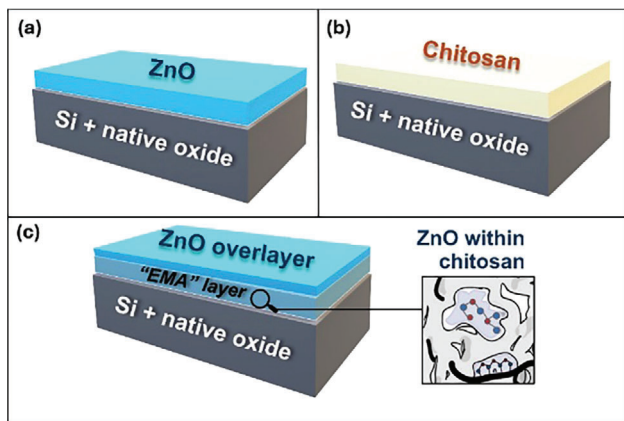 (a)
ZnO
Si + native oxide
(b)
Chitosan
Si + native oxide
(c)
ZnO overlayer
“EMA” layer
Si + native oxide
ZnO within
chitosan